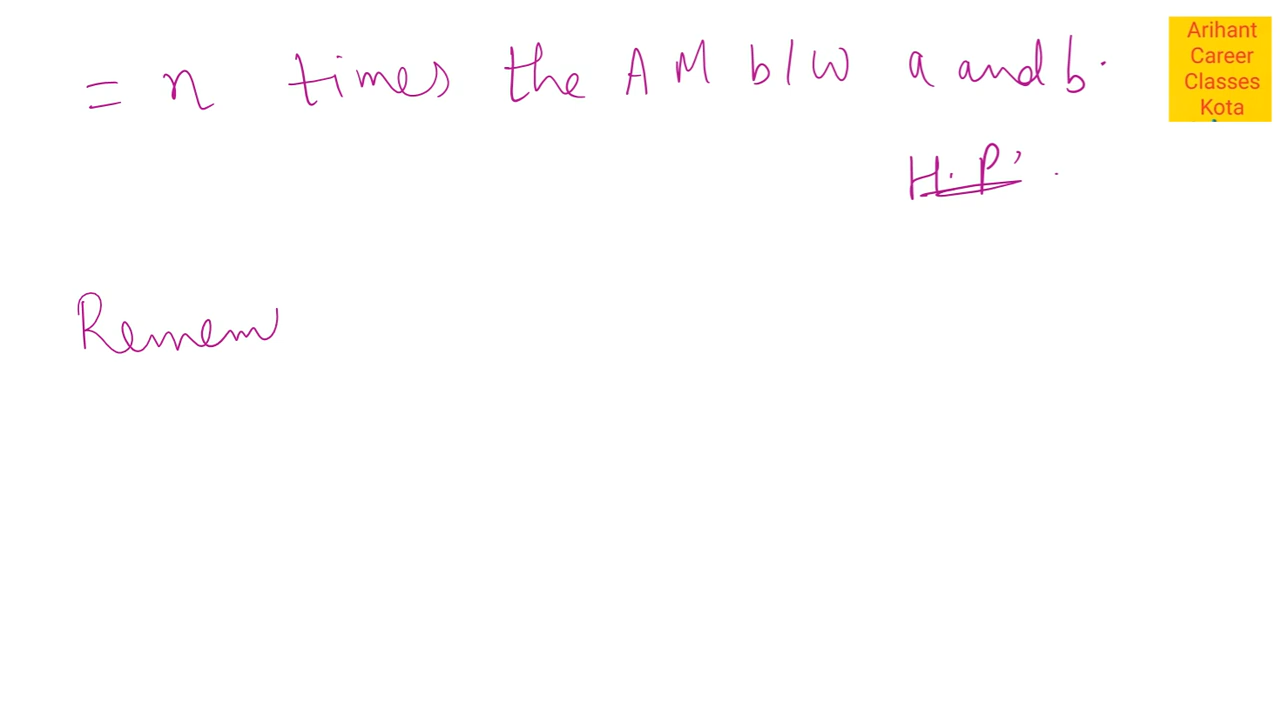 = n times the AM b/w a and b.
H.P.
Remem
Arihant
Career
Classes
Kota